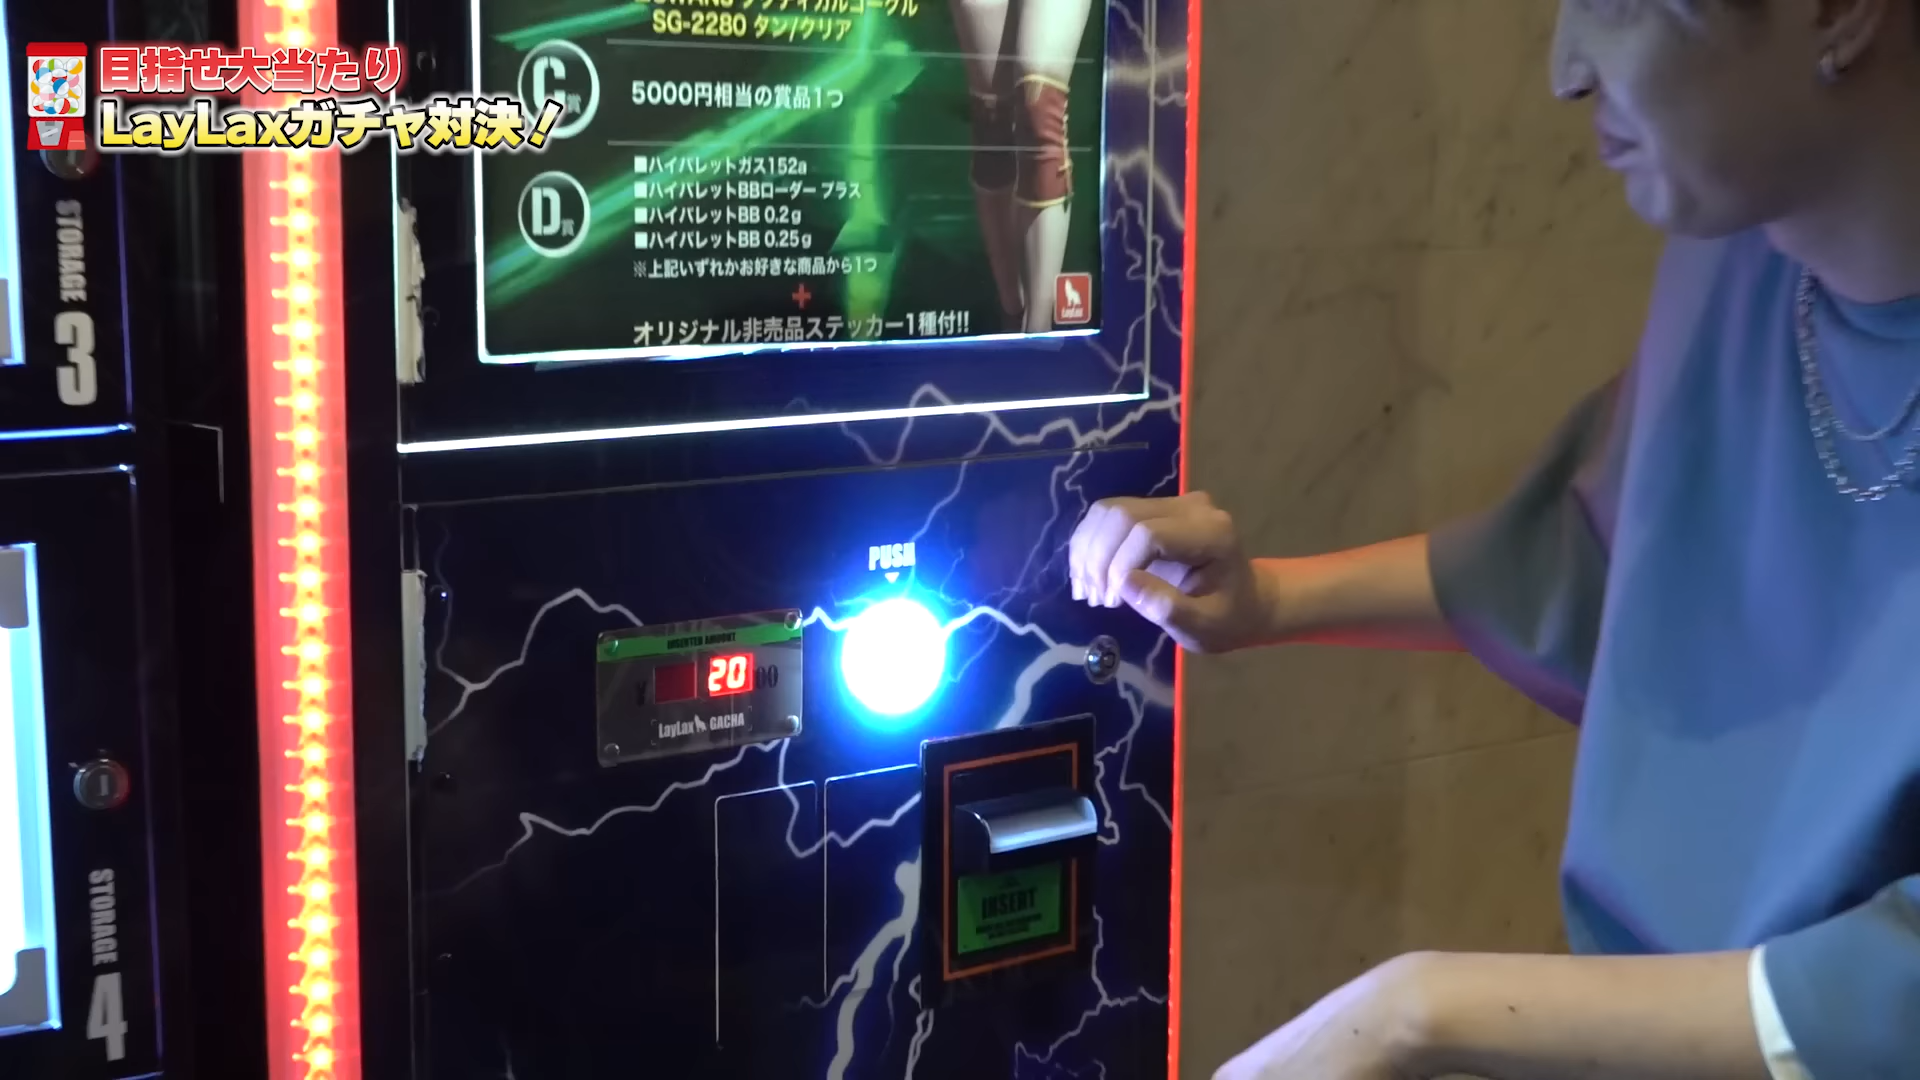 目指せ大当たり
LayLaxガチャ対決!
SG-2280 タン/クリア
C賞
5000円相当の賞品1つ
D賞
■ハイバレットガス152a
■ハイバレットBBローダー プラス
■ハイバレットBB 0.2g
■ハイバレットBB 0.25g
※上記いずれかお好きな商品から1つ
+
オリジナル非売品ステッカー1種付!!
LayLax
STORAGE 3
PUSH
INSERTED AMOUNT
¥ 20 00
LayLax GACHA
INSERT
STORAGE 4